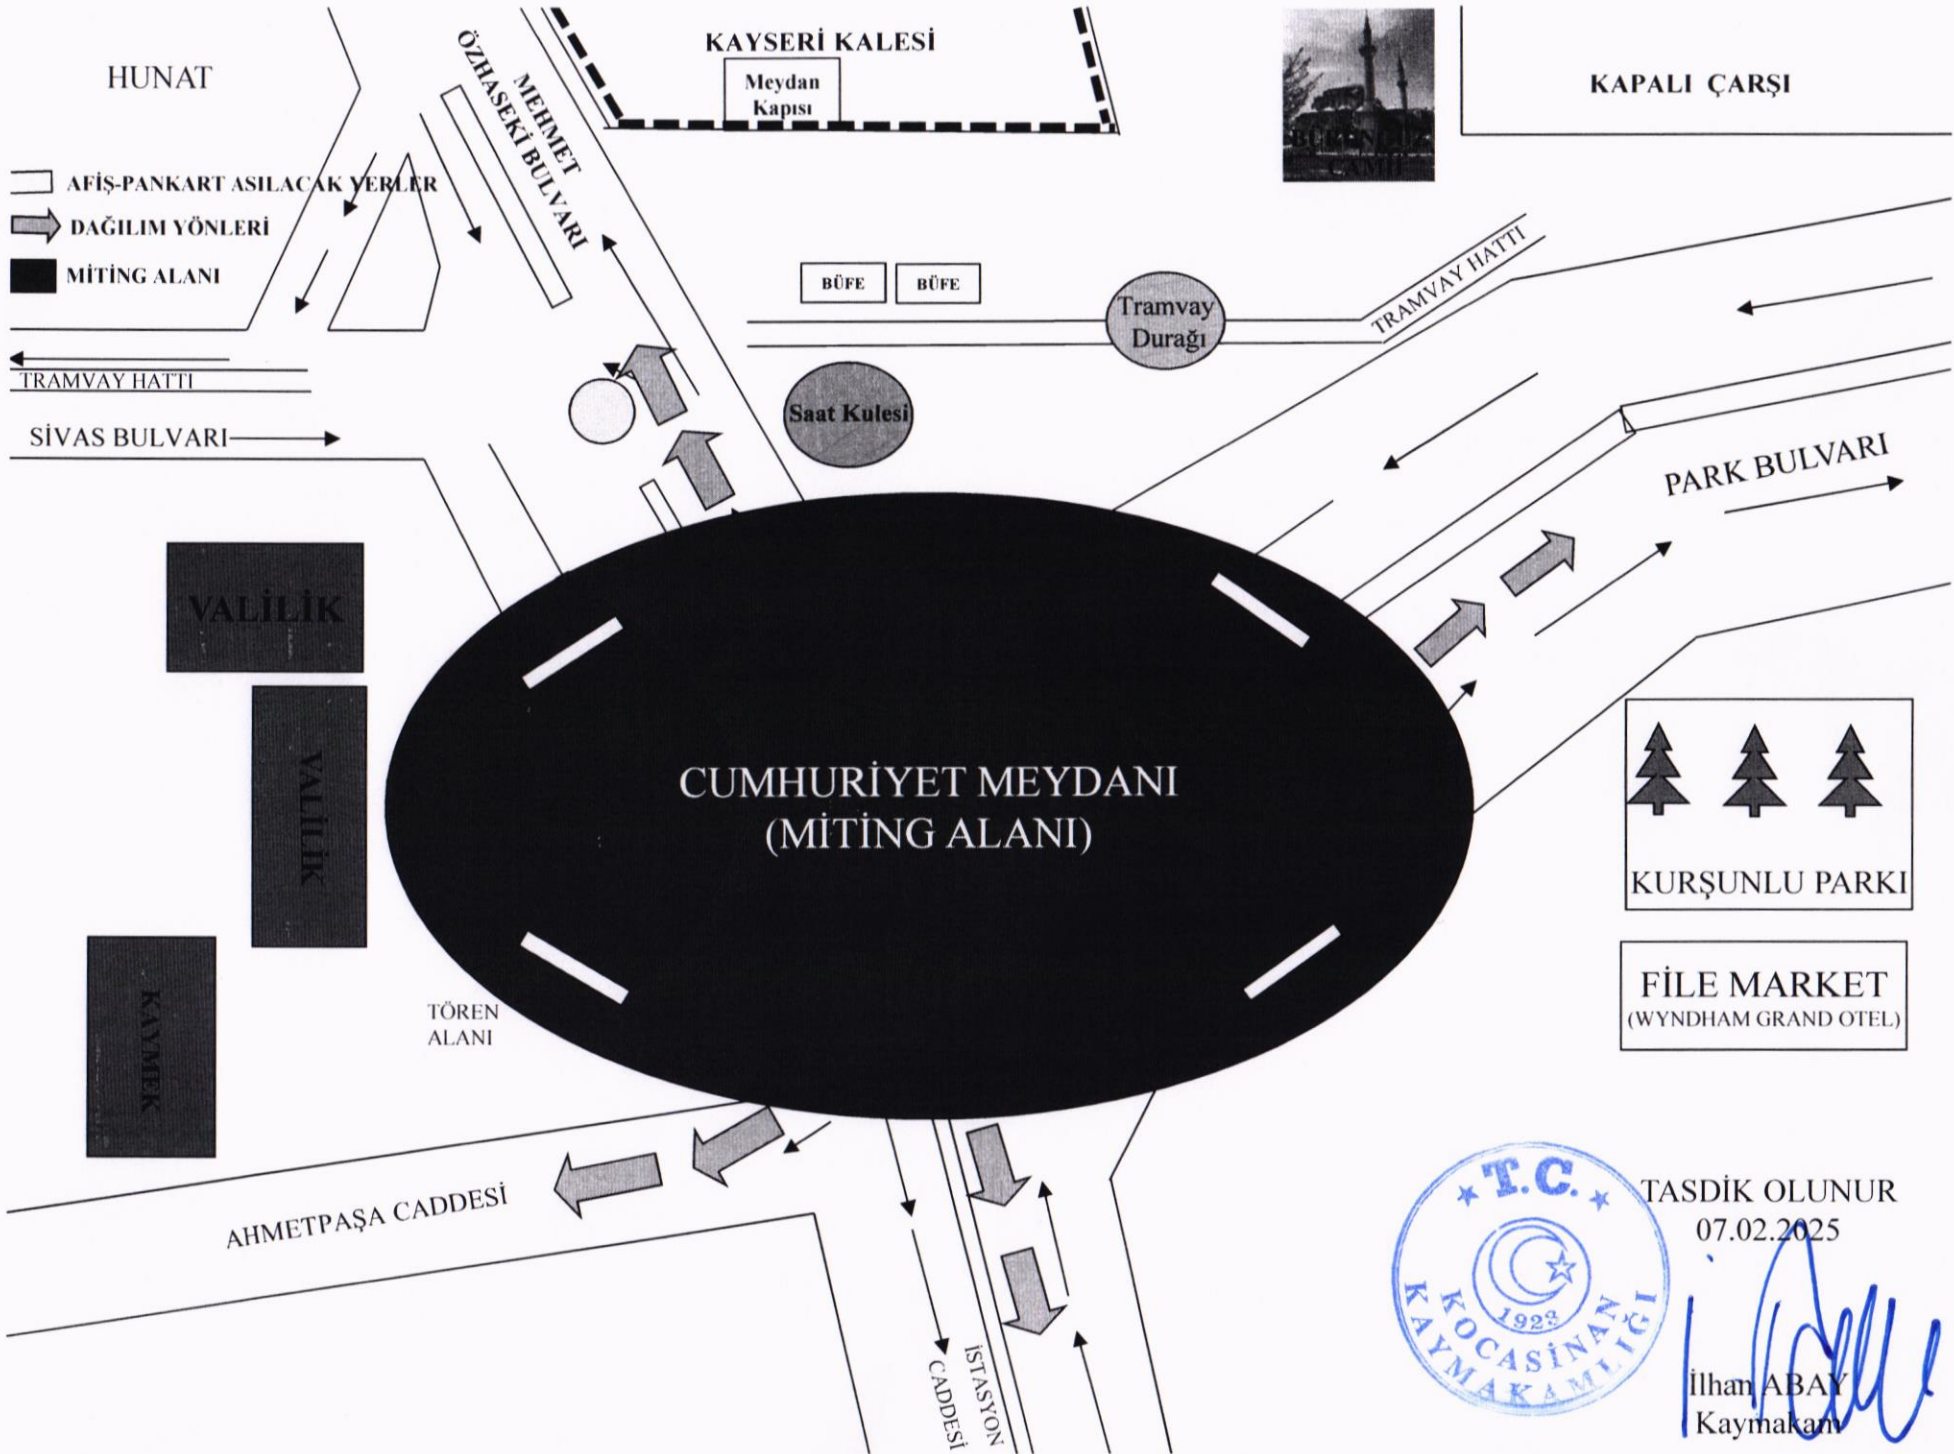 HUNAT
MEHMET
ÖZHASEKİ BULVARI
KAYSERİ KALESİ
Meydan
Kapısı
BÜRÜNGÜZ
CAMİİ
KAPALI ÇARŞI
AFİŞ-PANKART ASILACAK YERLER
DAĞILIM YÖNLERİ
MİTİNG ALANI
BÜFE
BÜFE
Tramvay
Durağı
TRAMVAY HATTI
TRAMVAY HATTI
SİVAS BULVARI
Saat Kulesi
PARK BULVARI
VALİLİK
VALİLİK
CUMHURİYET MEYDANI
(MİTİNG ALANI)
KURŞUNLU PARKI
FİLE MARKET
(WYNDHAM GRAND OTEL)
KAYMEK
TÖREN
ALANI
AHMETPAŞA CADDESİ
İSTASYON
CADDESİ
T.C.
1923
KOCASİNAN
KAYMAKAMLIĞI
TASDİK OLUNUR
07.02.2025
İlhan ABAY
Kaymakam